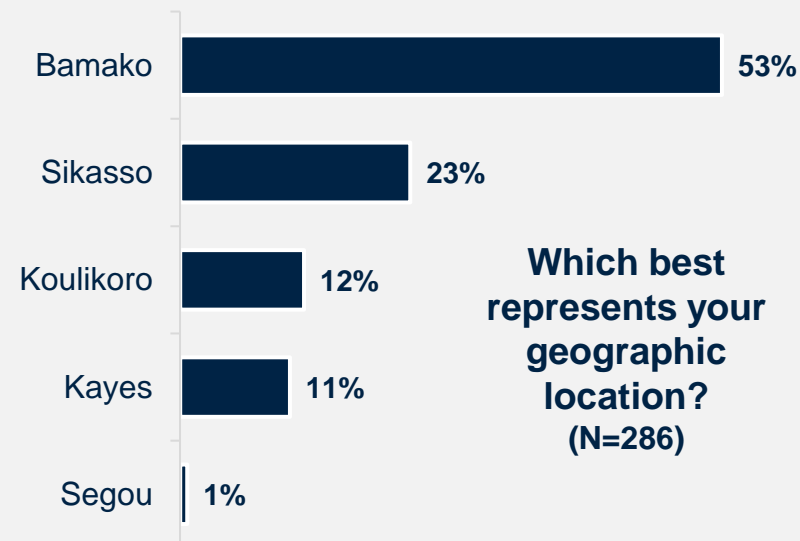 Bamako 53%
Sikasso 23%
Koulikoro 12%
Kayes 11%
Segou 1%
Which best
represents your
geographic
location?
(N=286)